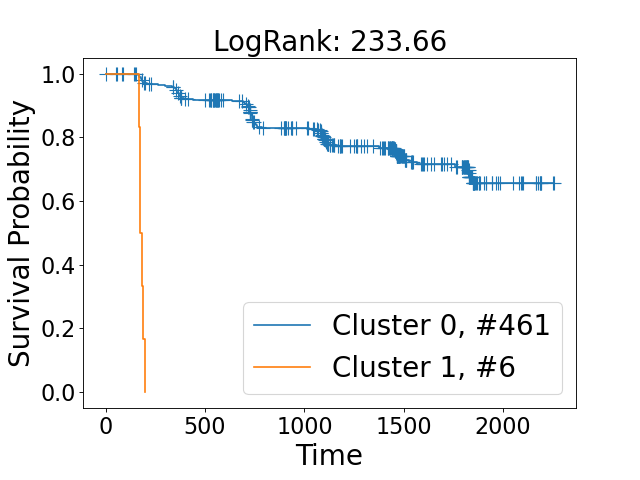 LogRank: 233.66
Survival Probability
1.0
0.8
0.6
0.4
0.2
0.0
Cluster 0, #461
Cluster 1, #6
0 500 1000 1500 2000
Time